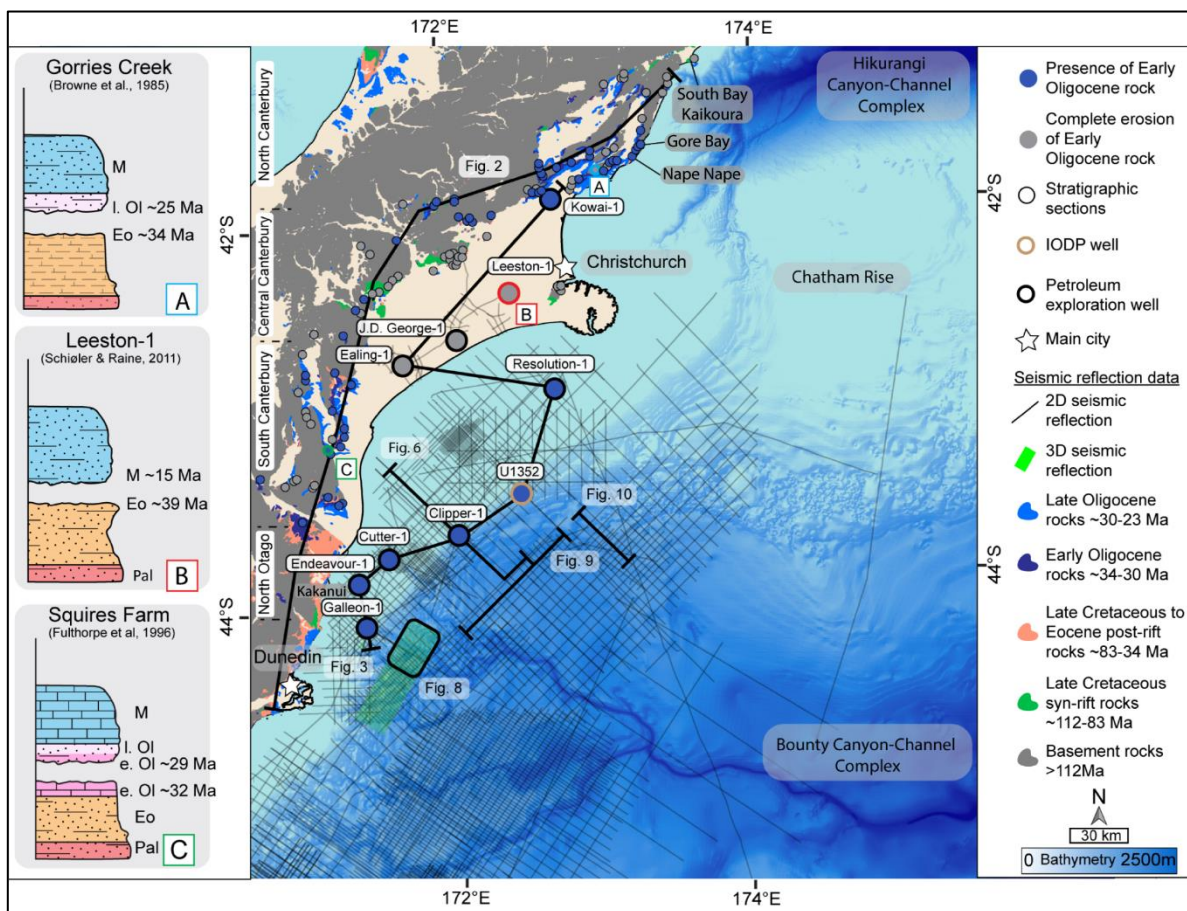 172°E
174°E
Gorries Creek
(Browne et al., 1985)
M
l. Ol ~25 Ma
Eo ~34 Ma
A
Leeston-1
(Schiøler & Raine, 2011)
M ~15 Ma
Eo ~39 Ma
Pal
B
Squires Farm
(Fulthorpe et al, 1996)
M
l. Ol
e. Ol ~29 Ma
e. Ol ~32 Ma
Eo
Pal
C
42°S
44°S
North Canterbury
Central Canterbury
South Canterbury
North Otago
Hikurangi
Canyon-Channel
Complex
South Bay
Kaikoura
Gore Bay
Nape Nape
Fig. 2
A
Kowai-1
Leeston-1
Christchurch
B
Chatham Rise
J.D. George-1
Ealing-1
Resolution-1
C
Fig. 6
U1352
Fig. 10
Clipper-1
Cutter-1
Fig. 9
Endeavour-1
Kakanui
Galleon-1
Dunedin
Fig. 3
Fig. 8
Bounty Canyon-Channel
Complex
42°S
44°S
172°E
174°E
Presence of Early
Oligocene rock
Complete erosion
of Early
Oligocene rock
Stratigraphic
sections
IODP well
Petroleum
exploration well
Main city
Seismic reflection data
2D seismic
reflection
3D seismic
reflection
Late Oligocene
rocks ~30-23 Ma
Early Oligocene
rocks ~34-30 Ma
Late Cretaceous to
Eocene post-rift
rocks ~83-34 Ma
Late Cretaceous
syn-rift rocks
~112-83 Ma
Basement rocks
>112Ma
N
30 km
0 Bathymetry 2500m